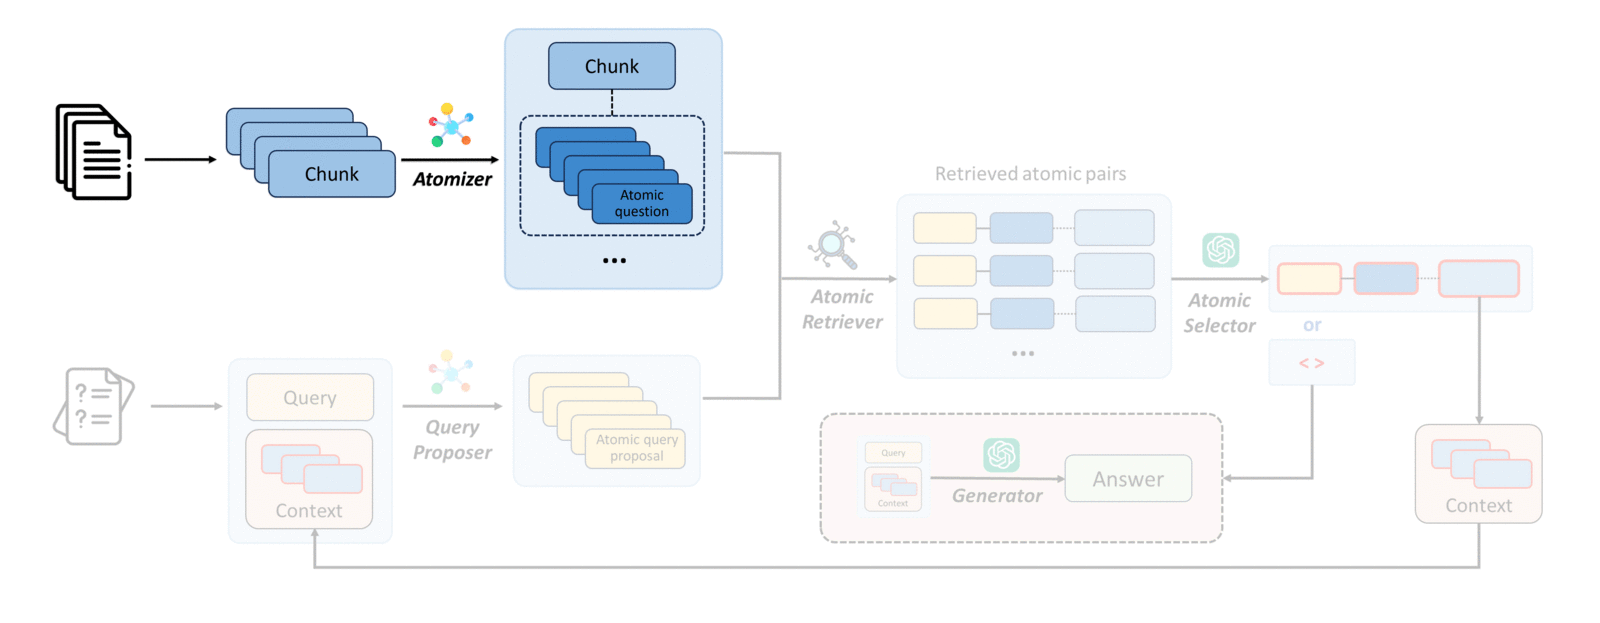 Chunk
Chunk
Atomizer
Atomic
question
...
Retrieved atomic pairs
Atomic
Retriever
...
Atomic
Selector
or
< >
Query
Context
Query
Proposer
Atomic query
proposal
Query
Context
Generator
Answer
Context